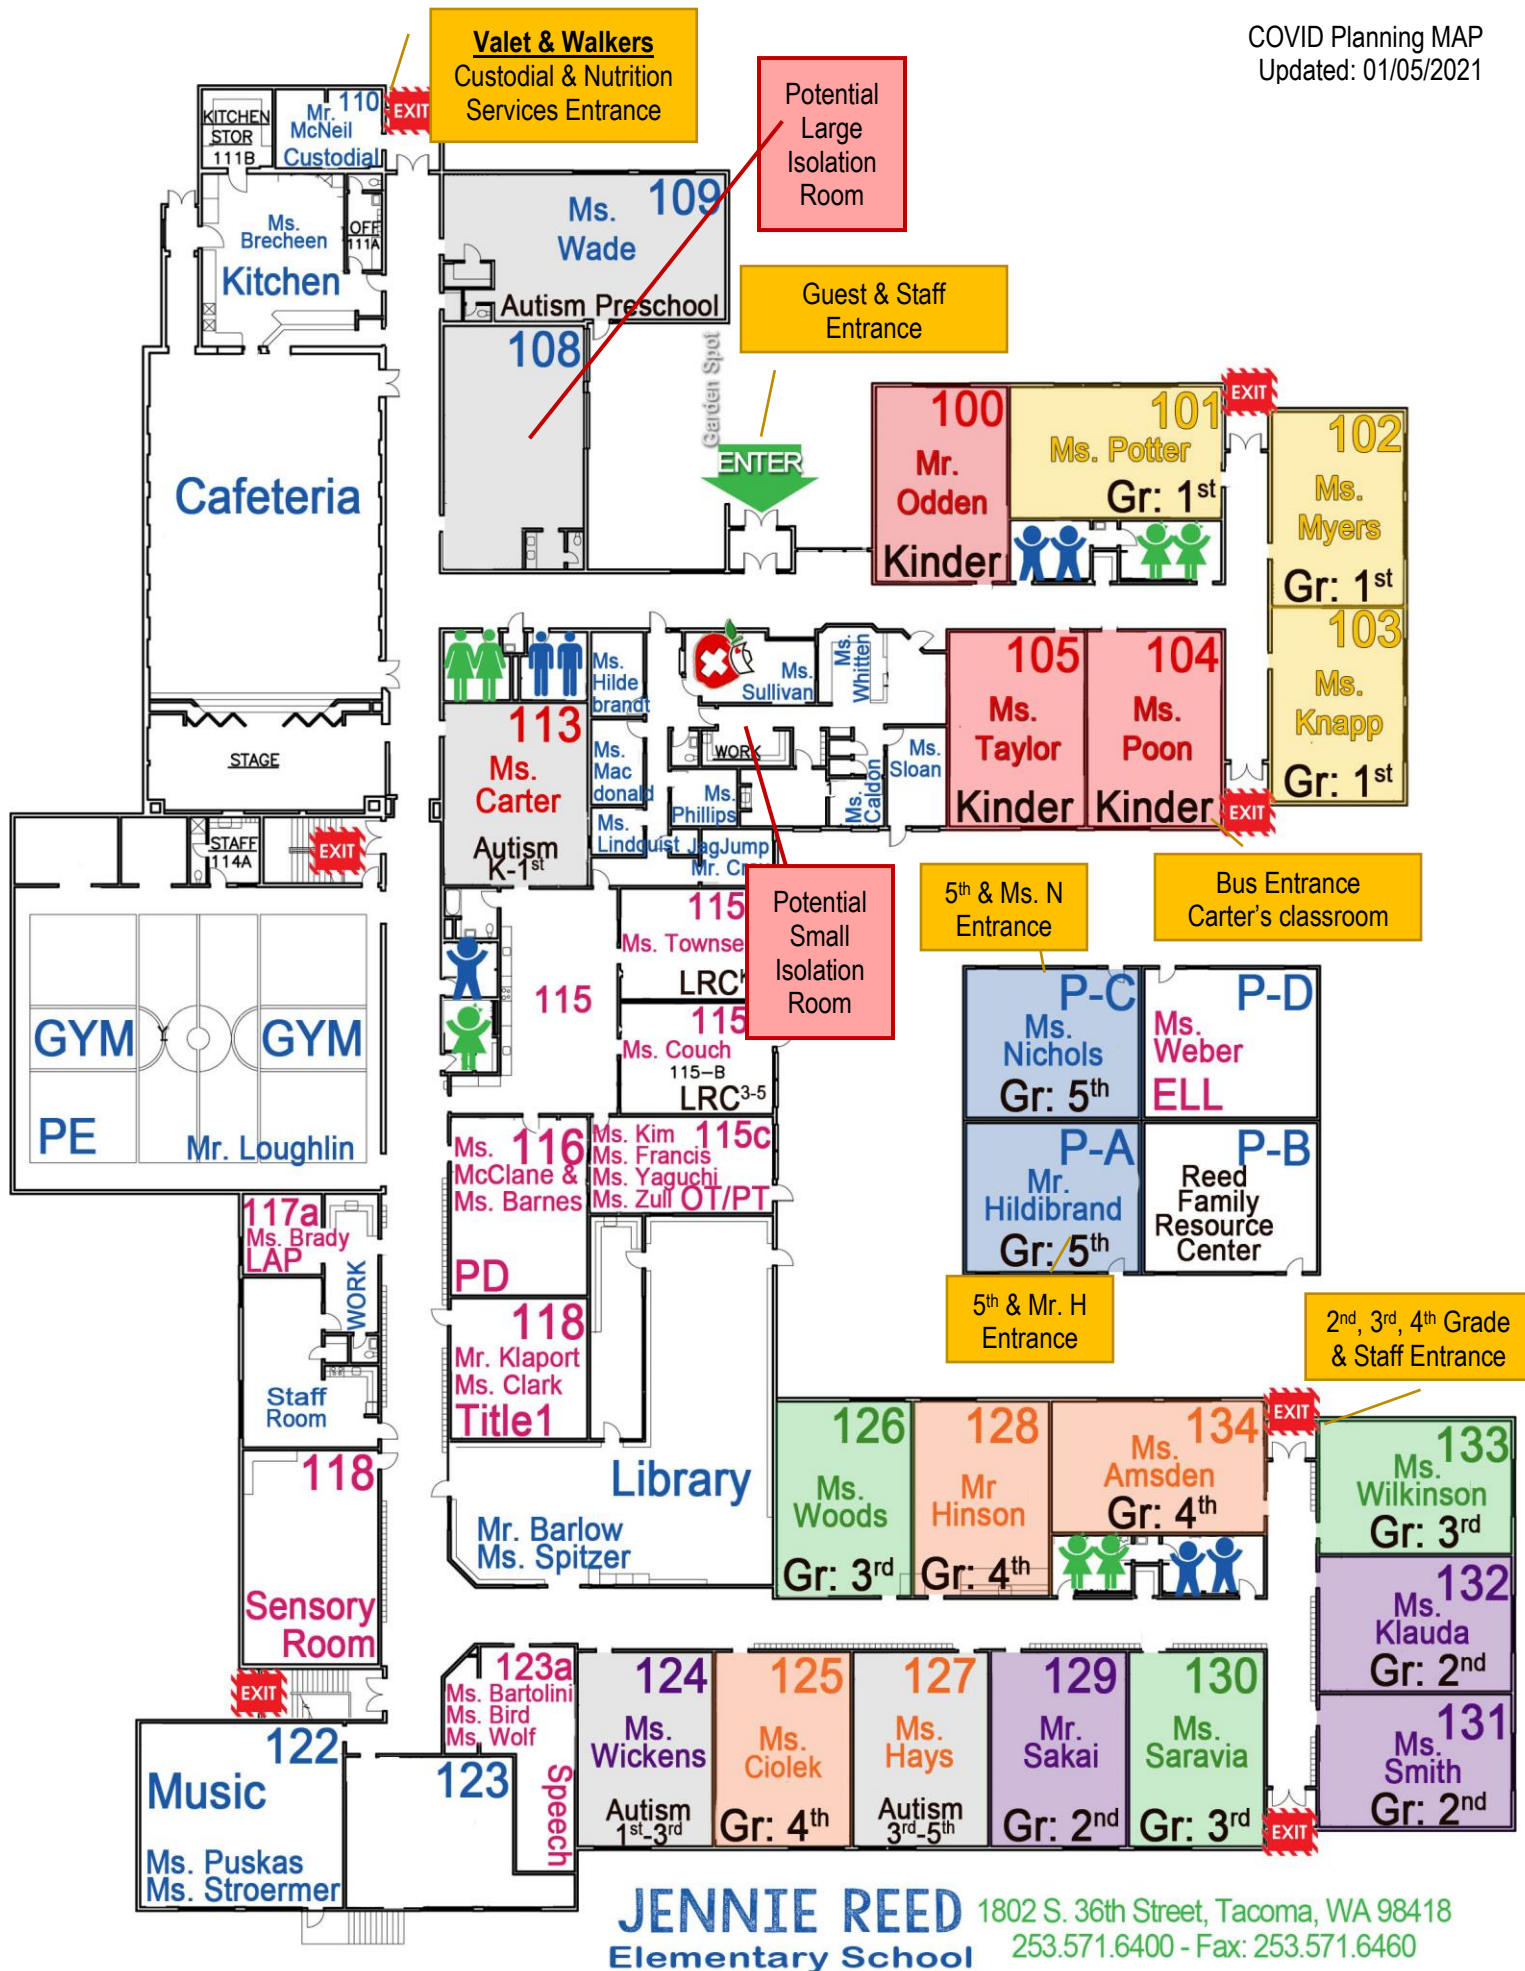 COVID Planning MAP
Updated: 01/05/2021
Valet & Walkers
Custodial & Nutrition
Services Entrance
Potential
Large
Isolation
Room
KITCHEN
STOR
111B
110
Mr.
McNeil
Custodial
EXIT
Ms.
Brecheen
Kitchen
OFF
111A
109
Ms.
Wade
Autism Preschool
108
Guest & Staff
Entrance
Garden Spot
ENTER
Cafeteria
STAGE
100
Mr.
Odden
Kinder
101
Ms. Potter
Gr: 1st
EXIT
102
Ms.
Myers
Gr: 1st
103
Ms.
Knapp
Gr: 1st
105
Ms.
Taylor
Kinder
104
Ms.
Poon
Kinder
EXIT
Ms.
Hilde
brandt
Ms.
Sullivan
Ms.
Whitten
WORK
Ms.
Sloan
Ms.
Caldon
Ms.
Mac
donald
Ms.
Phillips
Ms.
Lindquist
JagJump
Mr.
113
Ms.
Carter
Autism
K-1st
STAFF
114A
EXIT
GYM
GYM
PE
Mr. Loughlin
115
115
Ms.
LRC
115
Ms. Couch
115-B
LRC3-5
Potential
Small
Isolation
Room
5th & Ms. N
Entrance
Bus Entrance
Carter's classroom
P-C
Ms.
Nichols
Gr: 5th
P-D
Ms.
Weber
ELL
P-A
Mr.
Hildibrand
Gr: 5th
P-B
Reed
Family
Resource
Center
5th & Mr. H
Entrance
2nd, 3rd, 4th Grade
& Staff Entrance
116
Ms.
McClane &
Ms. Barnes
PD
115c
Ms. Kim
Ms. Francis
Ms. Yaguchi
Ms. Zull OT/PT
117a
Ms. Brady
LAP
WORK
118
Mr. Klaport
Ms. Clark
Title1
Staff
Room
118
Sensory
Room
Library
Mr. Barlow
Ms. Spitzer
126
Ms.
Woods
Gr: 3rd
128
Mr
Hinson
Gr: 4th
134
Ms.
Amsden
Gr: 4th
EXIT
133
Ms.
Wilkinson
Gr: 3rd
132
Ms.
Klauda
Gr: 2nd
131
Ms.
Smith
Gr: 2nd
EXIT
EXIT
122
Music
Ms. Puskas
Ms. Stroermer
123
123a
Ms. Bartolini
Ms. Bird
Ms. Wolf
Speech
124
Ms.
Wickens
Autism
1st-3rd
125
Ms.
Ciolek
Gr: 4th
127
Ms.
Hays
Autism
3rd-5th
129
Mr.
Sakai
Gr: 2nd
130
Ms.
Saravia
Gr: 3rd
JENNIE REED
Elementary School
1802 S. 36th Street, Tacoma, WA 98418
253.571.6400 - Fax: 253.571.6460